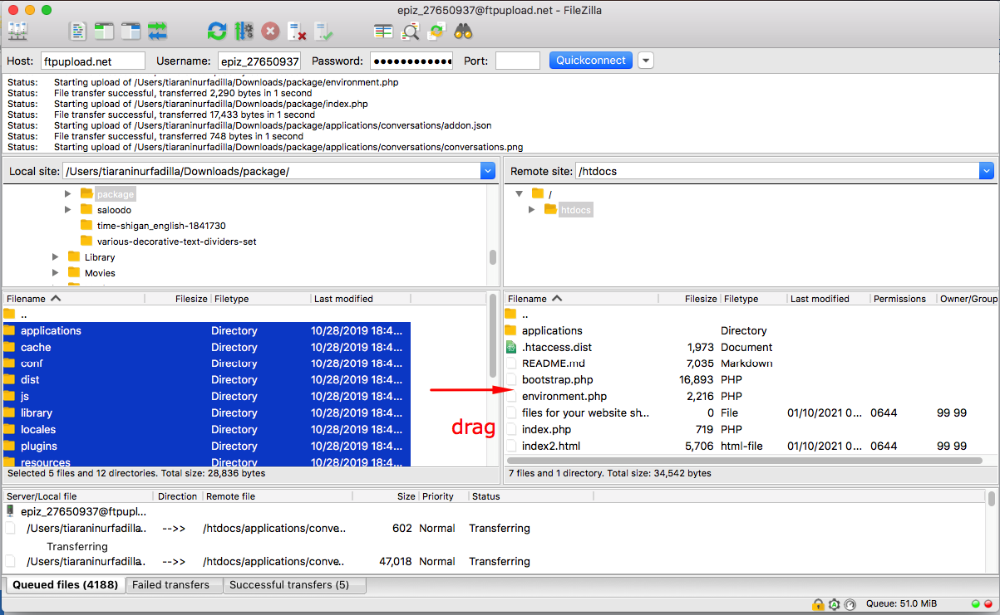 epiz_27650937@ftpupload.net - FileZilla
Host: ftpupload.net Username: epiz_27650937 Password: ●●●●●●●●●●●● Port: Quickconnect
Status: Starting upload of /Users/tiaraninurfadilla/Downloads/package/environment.php
Status: File transfer successful, transferred 2,290 bytes in 1 second
Status: Starting upload of /Users/tiaraninurfadilla/Downloads/package/index.php
Status: File transfer successful, transferred 17,433 bytes in 1 second
Status: Starting upload of /Users/tiaraninurfadilla/Downloads/package/applications/conversations/addon.json
Status: File transfer successful, transferred 748 bytes in 1 second
Status: Starting upload of /Users/tiaraninurfadilla/Downloads/package/applications/conversations/conversations.png
Local site: /Users/tiaraninurfadilla/Downloads/package/
package
saloodo
time-shigan_english-1841730
various-decorative-text-dividers-set
Library
Movies
Remote site: /htdocs
/
htdocs
Filename Filesize Filetype Last modified
..
applications Directory 10/28/2019 18:4...
cache Directory 10/28/2019 18:4...
conf Directory 10/28/2019 18:4...
dist Directory 10/28/2019 18:4...
js Directory 10/28/2019 18:4...
library Directory 10/28/2019 18:4...
locales Directory 10/28/2019 18:4...
plugins Directory 10/28/2019 18:4...
resources Directory 10/28/2019 18:4...
Selected 5 files and 12 directories. Total size: 28,836 bytes
drag
Filename Filesize Filetype Last modified Permissions Owner/Group
..
applications Directory
.htaccess.dist 1,973 Document
README.md 7,035 Markdown
bootstrap.php 16,893 PHP
environment.php 2,216 PHP
files for your website sh... 0 File 01/10/2021 0... 0644 99 99
index.php 719 PHP
index2.html 5,706 html-file 01/10/2021 0... 0644 99 99
7 files and 1 directory. Total size: 34,542 bytes
Server/Local file Direction Remote file Size Priority Status
epiz_27650937@ftpupl...
/Users/tiaraninurfadilla.. -->> /htdocs/applications/conve.. 602 Normal Transferring
Transferring
/Users/tiaraninurfadilla.. -->> /htdocs/applications/conve.. 47,018 Normal Transferring
Queued files (4188) Failed transfers Successful transfers (5)
Queue: 51.0 MiB